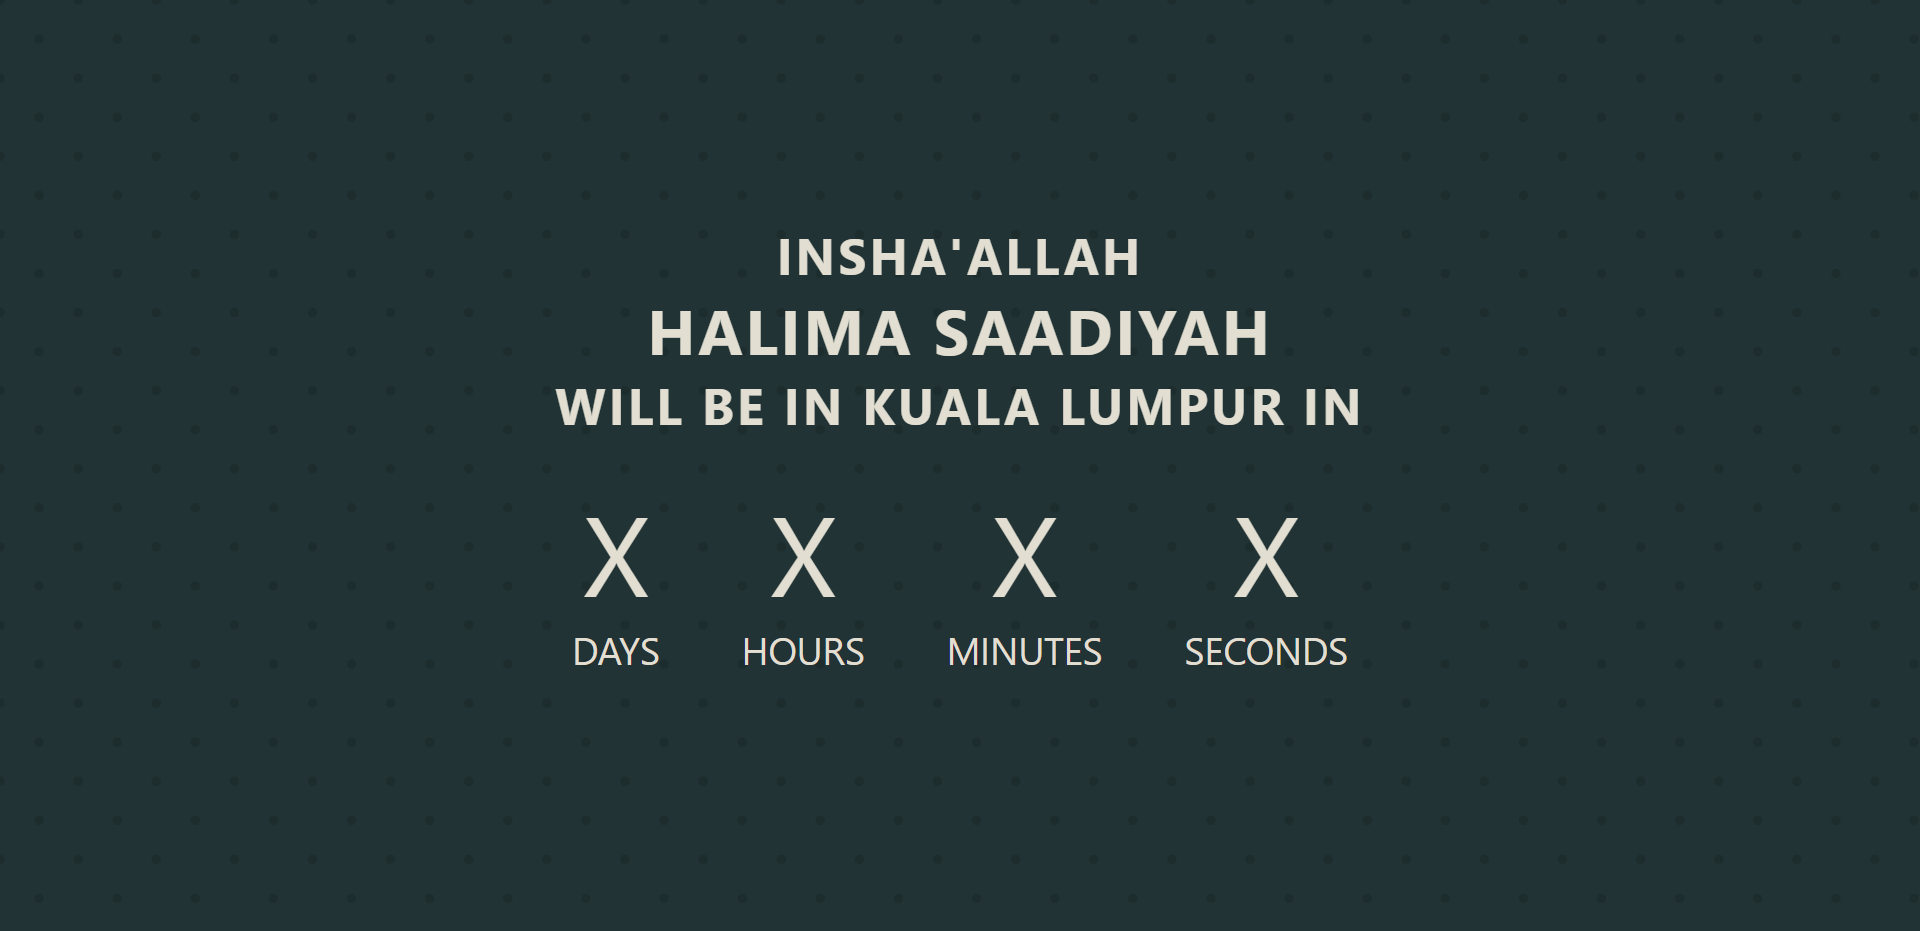 INSHA'ALLAH
HALIMA SAADIYAH
WILL BE IN KUALA LUMPUR IN
X X X X
DAYS HOURS MINUTES SECONDS